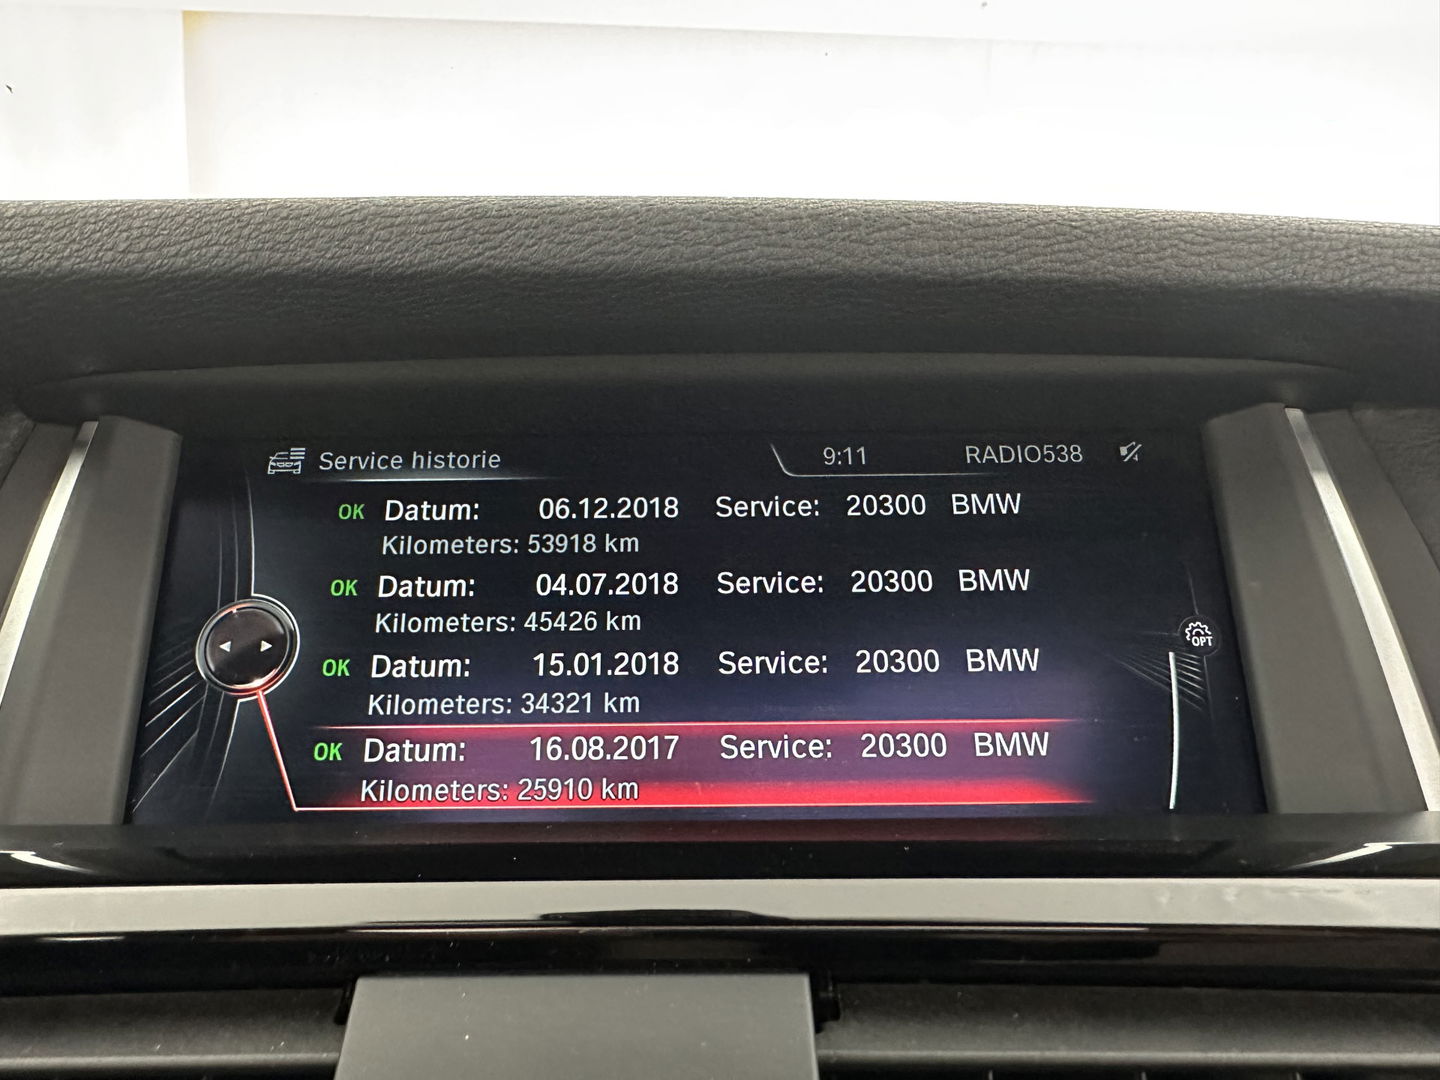 Service historie 9:11 RADIO538
OK Datum: 06.12.2018 Service: 20300 BMW
Kilometers: 53918 km
OK Datum: 04.07.2018 Service: 20300 BMW
Kilometers: 45426 km
OK Datum: 15.01.2018 Service: 20300 BMW
Kilometers: 34321 km
OK Datum: 16.08.2017 Service: 20300 BMW
Kilometers: 25910 km
OPT